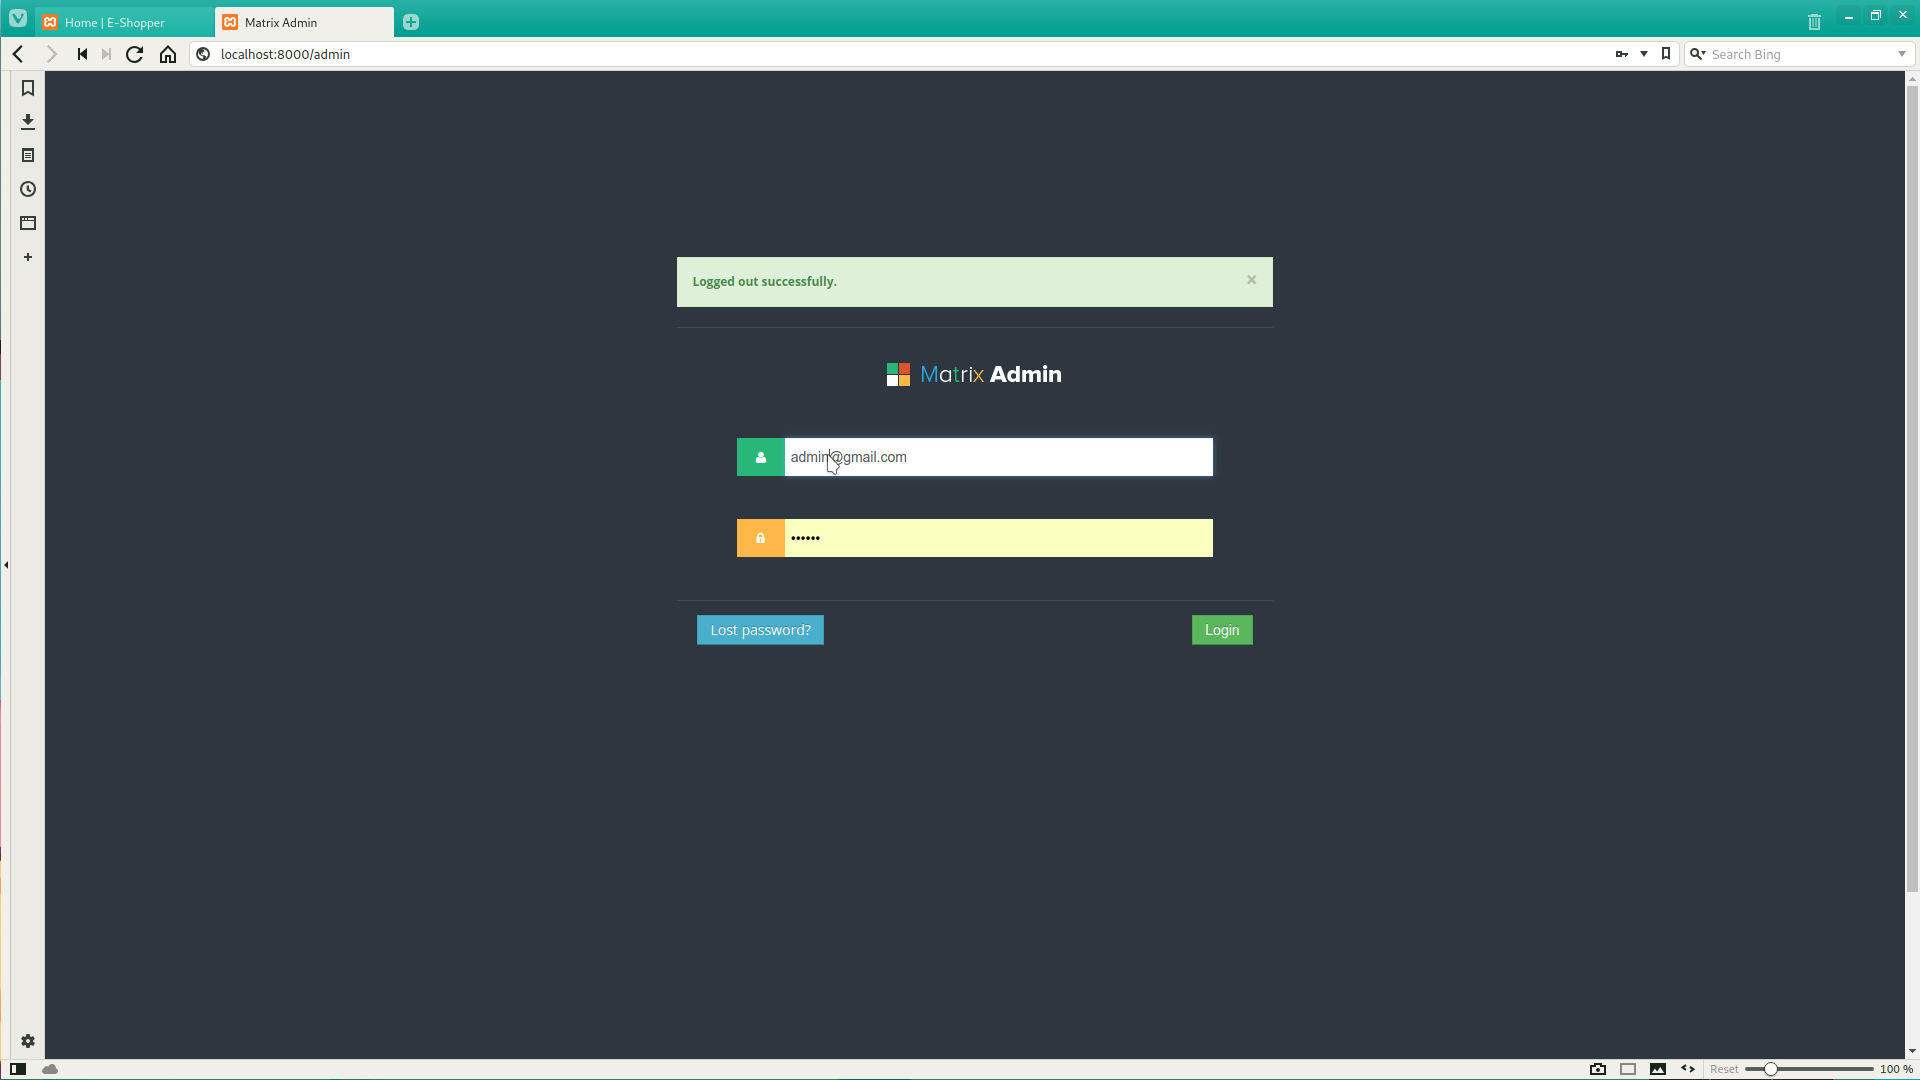 Home | E-Shopper
Matrix Admin
localhost:8000/admin
Search Bing
Logged out successfully.
×
Matrix Admin
admin@gmail.com
••••••
Lost password?
Login
Reset
100 %